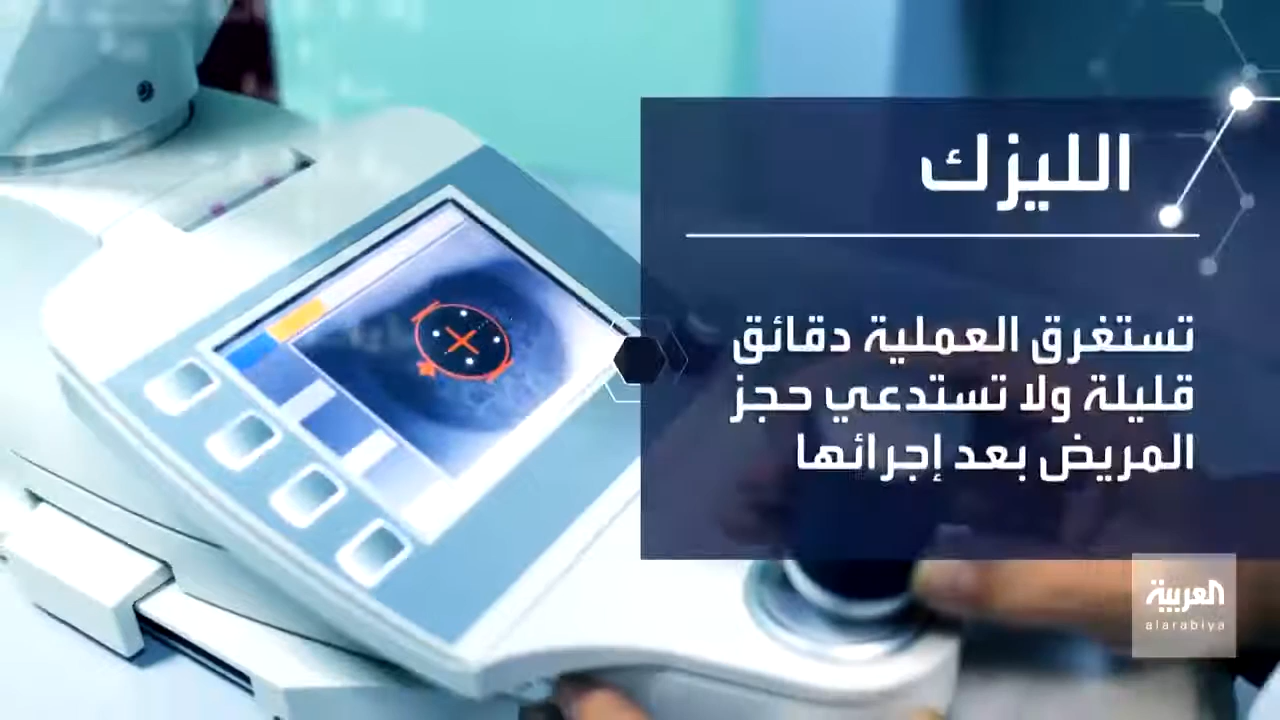 الليزك
تستغرق العملية دقائق
قليلة ولا تستدعي حجز
المريض بعد إجرائها
العربية
alarabiya